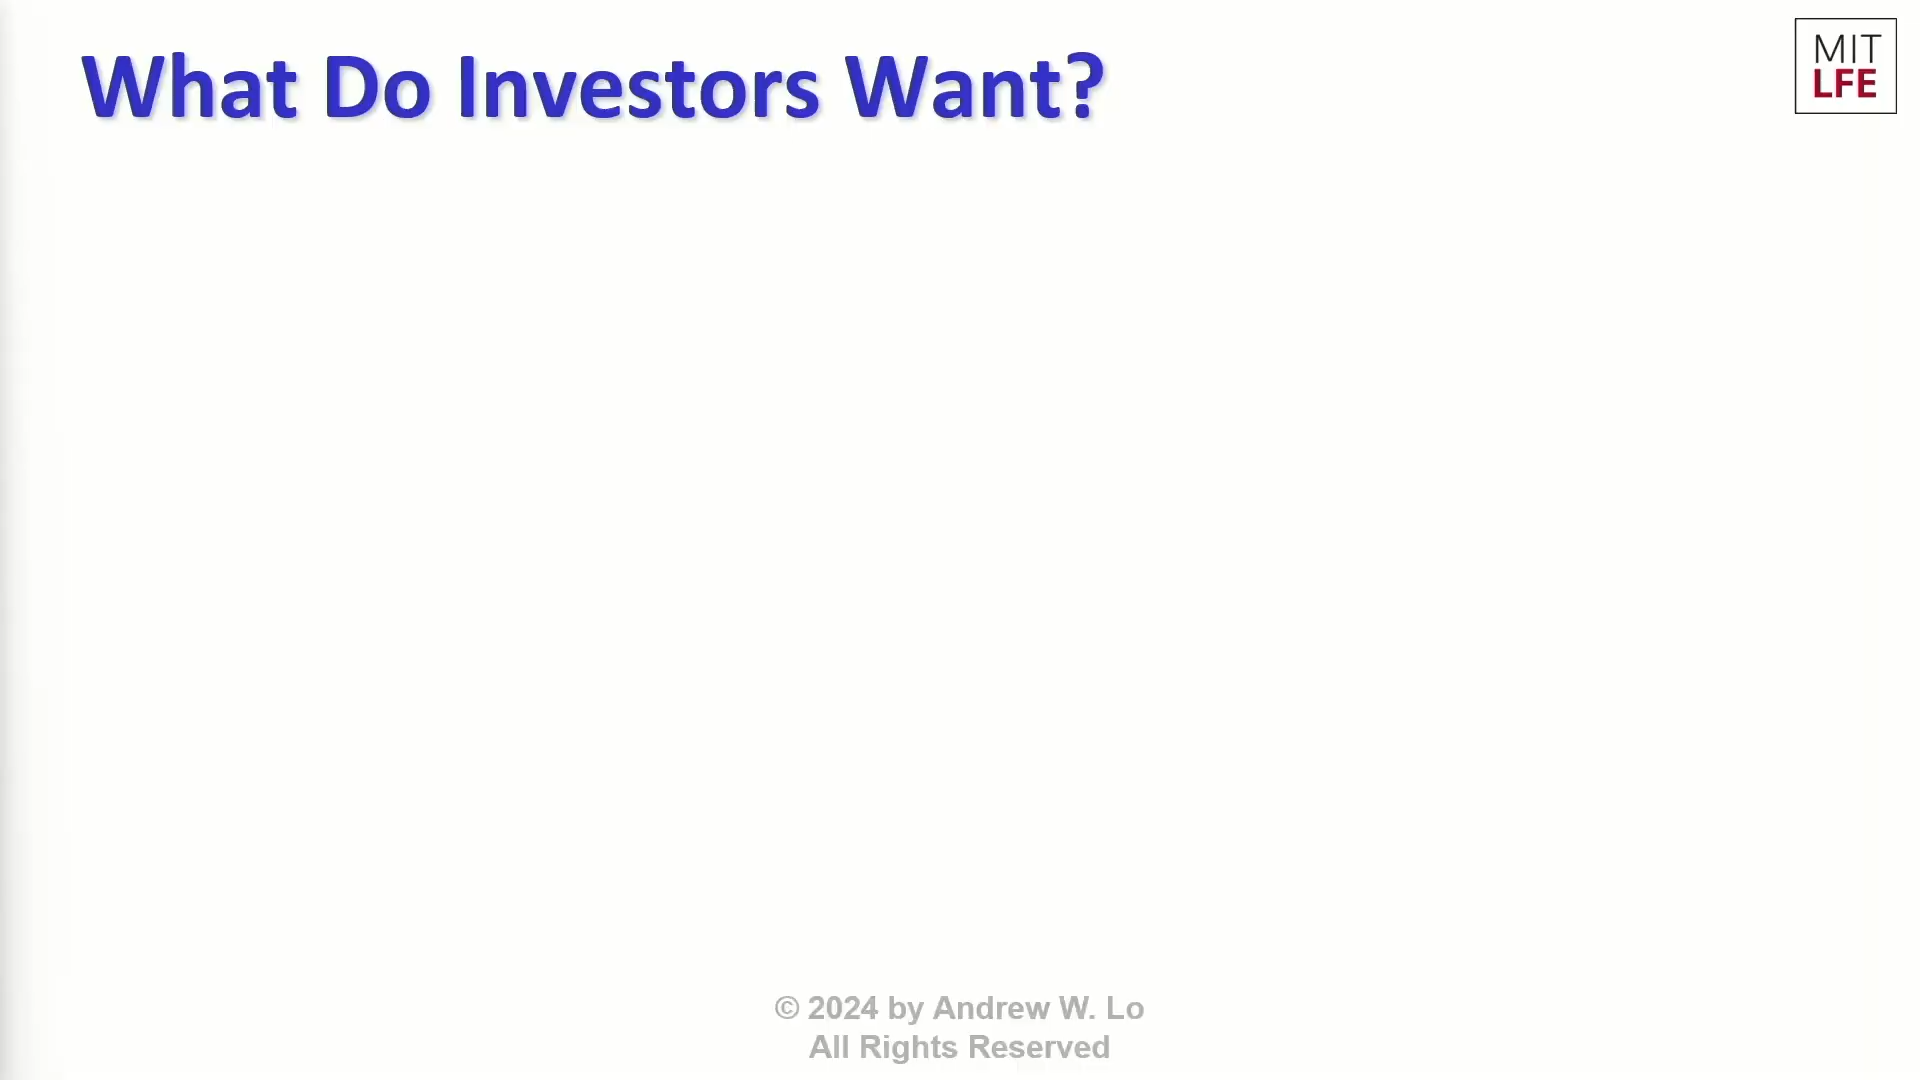 What Do Investors Want?
MIT
LFE
© 2024 by Andrew W. Lo
All Rights Reserved